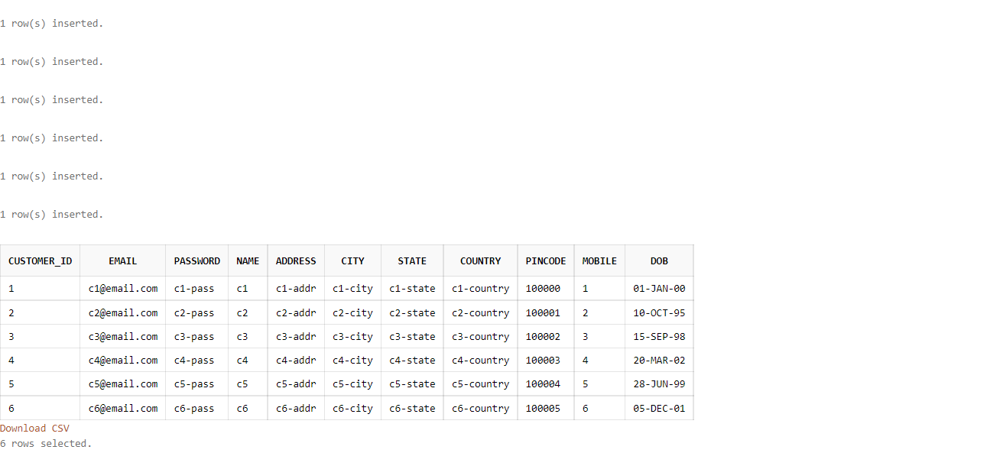 1 row(s) inserted.
1 row(s) inserted.
1 row(s) inserted.
1 row(s) inserted.
1 row(s) inserted.
1 row(s) inserted.
CUSTOMER_ID EMAIL PASSWORD NAME ADDRESS CITY STATE COUNTRY PINCODE MOBILE DOB
1 c1@email.com c1-pass c1 c1-addr c1-city c1-state c1-country 100000 1 01-JAN-00
2 c2@email.com c2-pass c2 c2-addr c2-city c2-state c2-country 100001 2 10-OCT-95
3 c3@email.com c3-pass c3 c3-addr c3-city c3-state c3-country 100002 3 15-SEP-98
4 c4@email.com c4-pass c4 c4-addr c4-city c4-state c4-country 100003 4 20-MAR-02
5 c5@email.com c5-pass c5 c5-addr c5-city c5-state c5-country 100004 5 28-JUN-99
6 c6@email.com c6-pass c6 c6-addr c6-city c6-state c6-country 100005 6 05-DEC-01
Download CSV
6 rows selected.